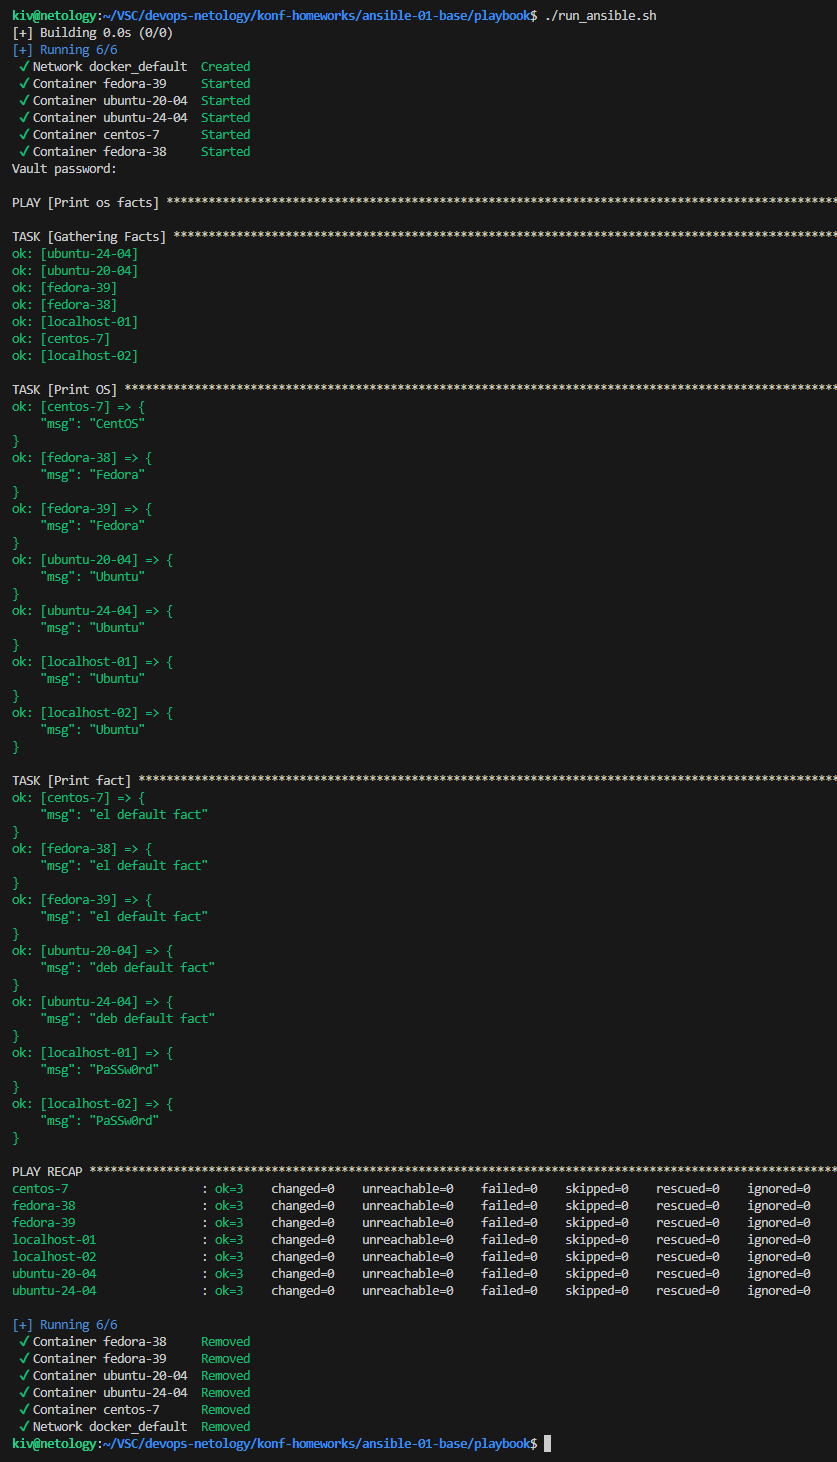 kiv@netology:~/VSC/devops-netology/konf-homeworks/ansible-01-base/playbook$ ./run_ansible.sh
[+] Building 0.0s (0/0)
[+] Running 6/6
✓ Network docker_default Created
✓ Container fedora-39 Started
✓ Container ubuntu-20-04 Started
✓ Container ubuntu-24-04 Started
✓ Container centos-7 Started
✓ Container fedora-38 Started
Vault password:

PLAY [Print os facts] ************************************************************************************************

TASK [Gathering Facts] ***********************************************************************************************
ok: [ubuntu-24-04]
ok: [ubuntu-20-04]
ok: [fedora-39]
ok: [fedora-38]
ok: [localhost-01]
ok: [centos-7]
ok: [localhost-02]

TASK [Print OS] ******************************************************************************************************
ok: [centos-7] => {
    "msg": "CentOS"
}
ok: [fedora-38] => {
    "msg": "Fedora"
}
ok: [fedora-39] => {
    "msg": "Fedora"
}
ok: [ubuntu-20-04] => {
    "msg": "Ubuntu"
}
ok: [ubuntu-24-04] => {
    "msg": "Ubuntu"
}
ok: [localhost-01] => {
    "msg": "Ubuntu"
}
ok: [localhost-02] => {
    "msg": "Ubuntu"
}

TASK [Print fact] ****************************************************************************************************
ok: [centos-7] => {
    "msg": "el default fact"
}
ok: [fedora-38] => {
    "msg": "el default fact"
}
ok: [fedora-39] => {
    "msg": "el default fact"
}
ok: [ubuntu-20-04] => {
    "msg": "deb default fact"
}
ok: [ubuntu-24-04] => {
    "msg": "deb default fact"
}
ok: [localhost-01] => {
    "msg": "PaSSw0rd"
}
ok: [localhost-02] => {
    "msg": "PaSSw0rd"
}

PLAY RECAP ***********************************************************************************************************
centos-7 : ok=3 changed=0 unreachable=0 failed=0 skipped=0 rescued=0 ignored=0
fedora-38 : ok=3 changed=0 unreachable=0 failed=0 skipped=0 rescued=0 ignored=0
fedora-39 : ok=3 changed=0 unreachable=0 failed=0 skipped=0 rescued=0 ignored=0
localhost-01 : ok=3 changed=0 unreachable=0 failed=0 skipped=0 rescued=0 ignored=0
localhost-02 : ok=3 changed=0 unreachable=0 failed=0 skipped=0 rescued=0 ignored=0
ubuntu-20-04 : ok=3 changed=0 unreachable=0 failed=0 skipped=0 rescued=0 ignored=0
ubuntu-24-04 : ok=3 changed=0 unreachable=0 failed=0 skipped=0 rescued=0 ignored=0

[+] Running 6/6
✓ Container fedora-38 Removed
✓ Container fedora-39 Removed
✓ Container ubuntu-20-04 Removed
✓ Container ubuntu-24-04 Removed
✓ Container centos-7 Removed
✓ Network docker_default Removed
kiv@netology:~/VSC/devops-netology/konf-homeworks/ansible-01-base/playbook$